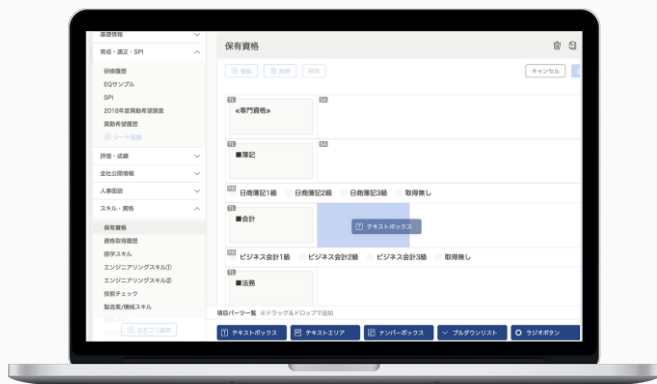 基礎情報
育成・適正・SPI
研修履歴
EQサンプル
SPI
2018年度異動希望調査
異動希望履歴
シート追加
評価・成績
全社公開情報
人事面談
スキル・資格
保有資格
資格取得履歴
語学スキル
エンジニアリングスキル①
エンジニアリングスキル②
技能チェック
製造業/機械スキル
カテゴリ追加
保有資格
複製
削除
キャンセル
TL
<専門資格>
TL
■簿記
日商簿記1級
日商簿記2級
日商簿記3級
取得無し
TL
■会計
テキストボックス
ビジネス会計1級
ビジネス会計2級
ビジネス会計3級
取得無し
TL
■法務
項目パーツ一覧 ※ドラッグ&ドロップで追加
テキストボックス
テキストエリア
ナンバーボックス
プルダウンリスト
ラジオボタン